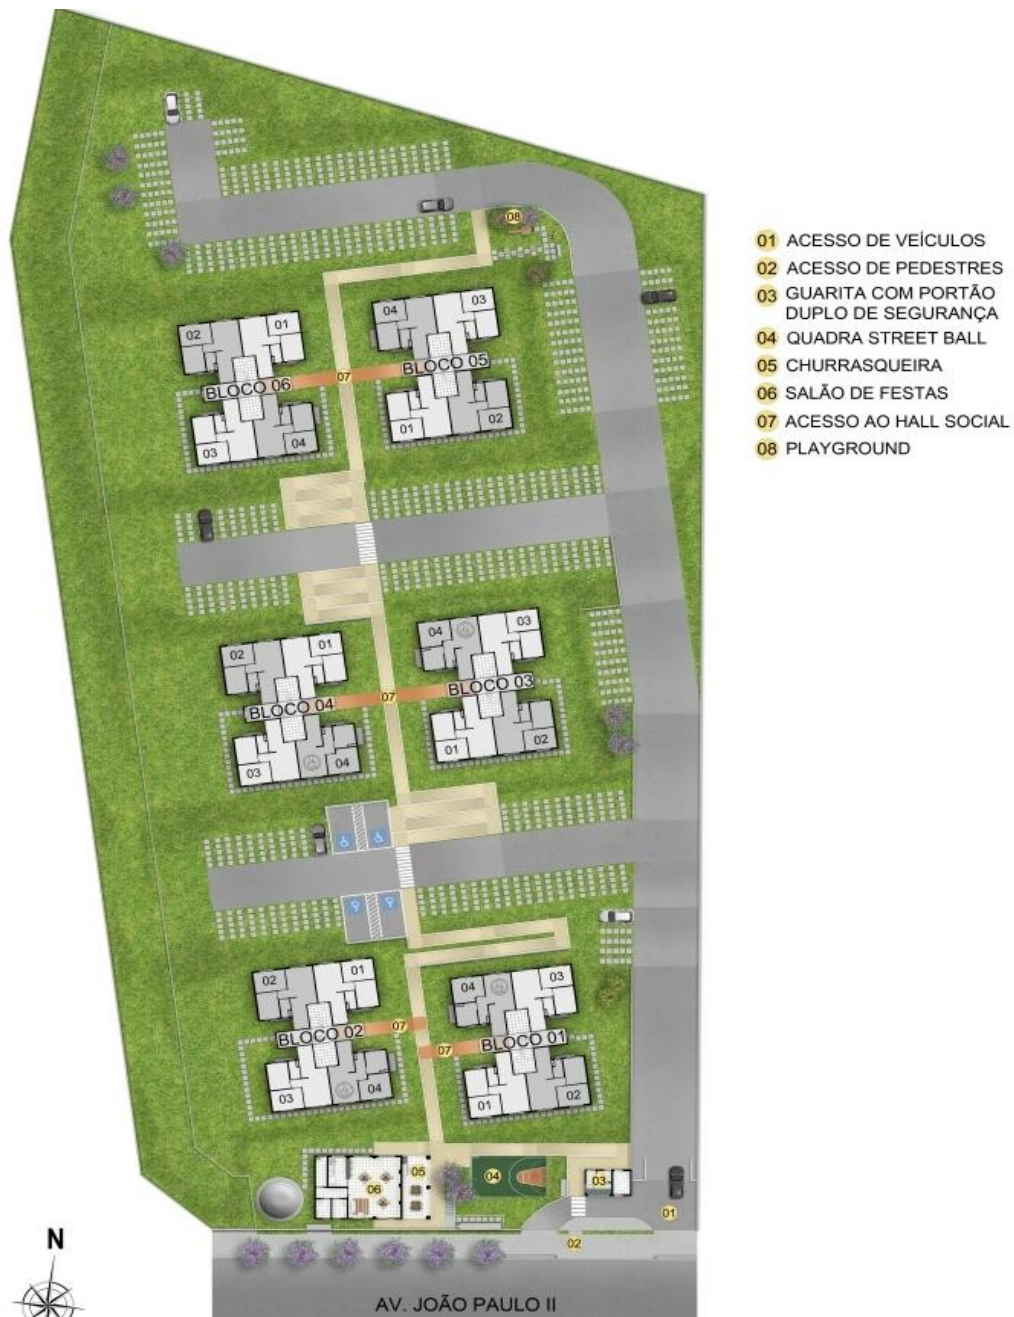 08
01 ACESSO DE VEÍCULOS
02 ACESSO DE PEDESTRES
03 GUARITA COM PORTÃO
DUPLO DE SEGURANÇA
04 QUADRA STREET BALL
05 CHURRASQUEIRA
06 SALÃO DE FESTAS
07 ACESSO AO HALL SOCIAL
08 PLAYGROUND
02 01
04 03
BLOCO 06
07
BLOCO 05
03 04
01 02
02 01
04 03
BLOCO 04
07
BLOCO 03
03 04
01 02
02 01
04 03
BLOCO 02
07
07
BLOCO 01
03 04
01 02
06
05
04
03
01
02
N
AV. JOÃO PAULO II